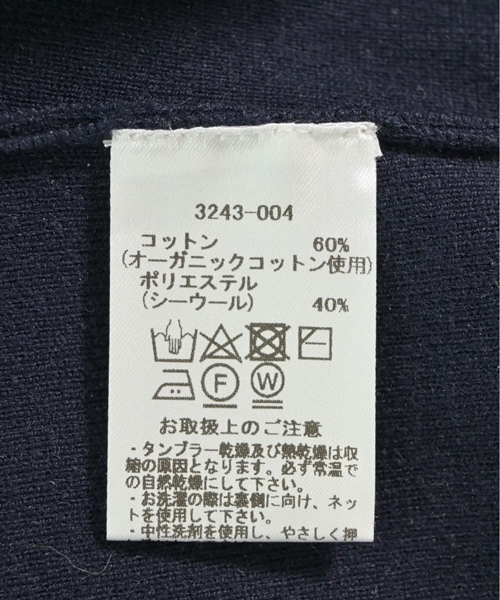 3243-004
コットン 60%
(オーガニックコットン使用)
ポリエステル
(シーウール) 40%
F W
お取扱上のご注意
・タンブラー乾燥及び熱乾燥は収
縮の原因となります。必ず常温で
の自然乾燥にして下さい。
・お洗濯の際は裏側に向け、ネッ
トを使用して下さい。
・中性洗剤を使用し、やさしく押